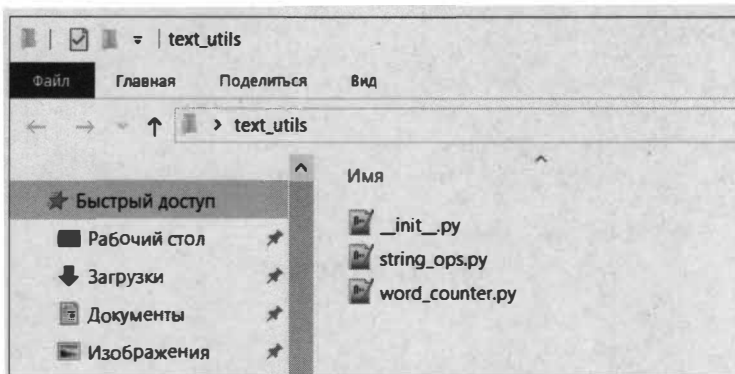 text_utils
Файл Главная Поделиться Вид
text_utils
Имя
Быстрый доступ
__init__.py
Рабочий стол
string_ops.py
Загрузки
word_counter.py
Документы
Изображения